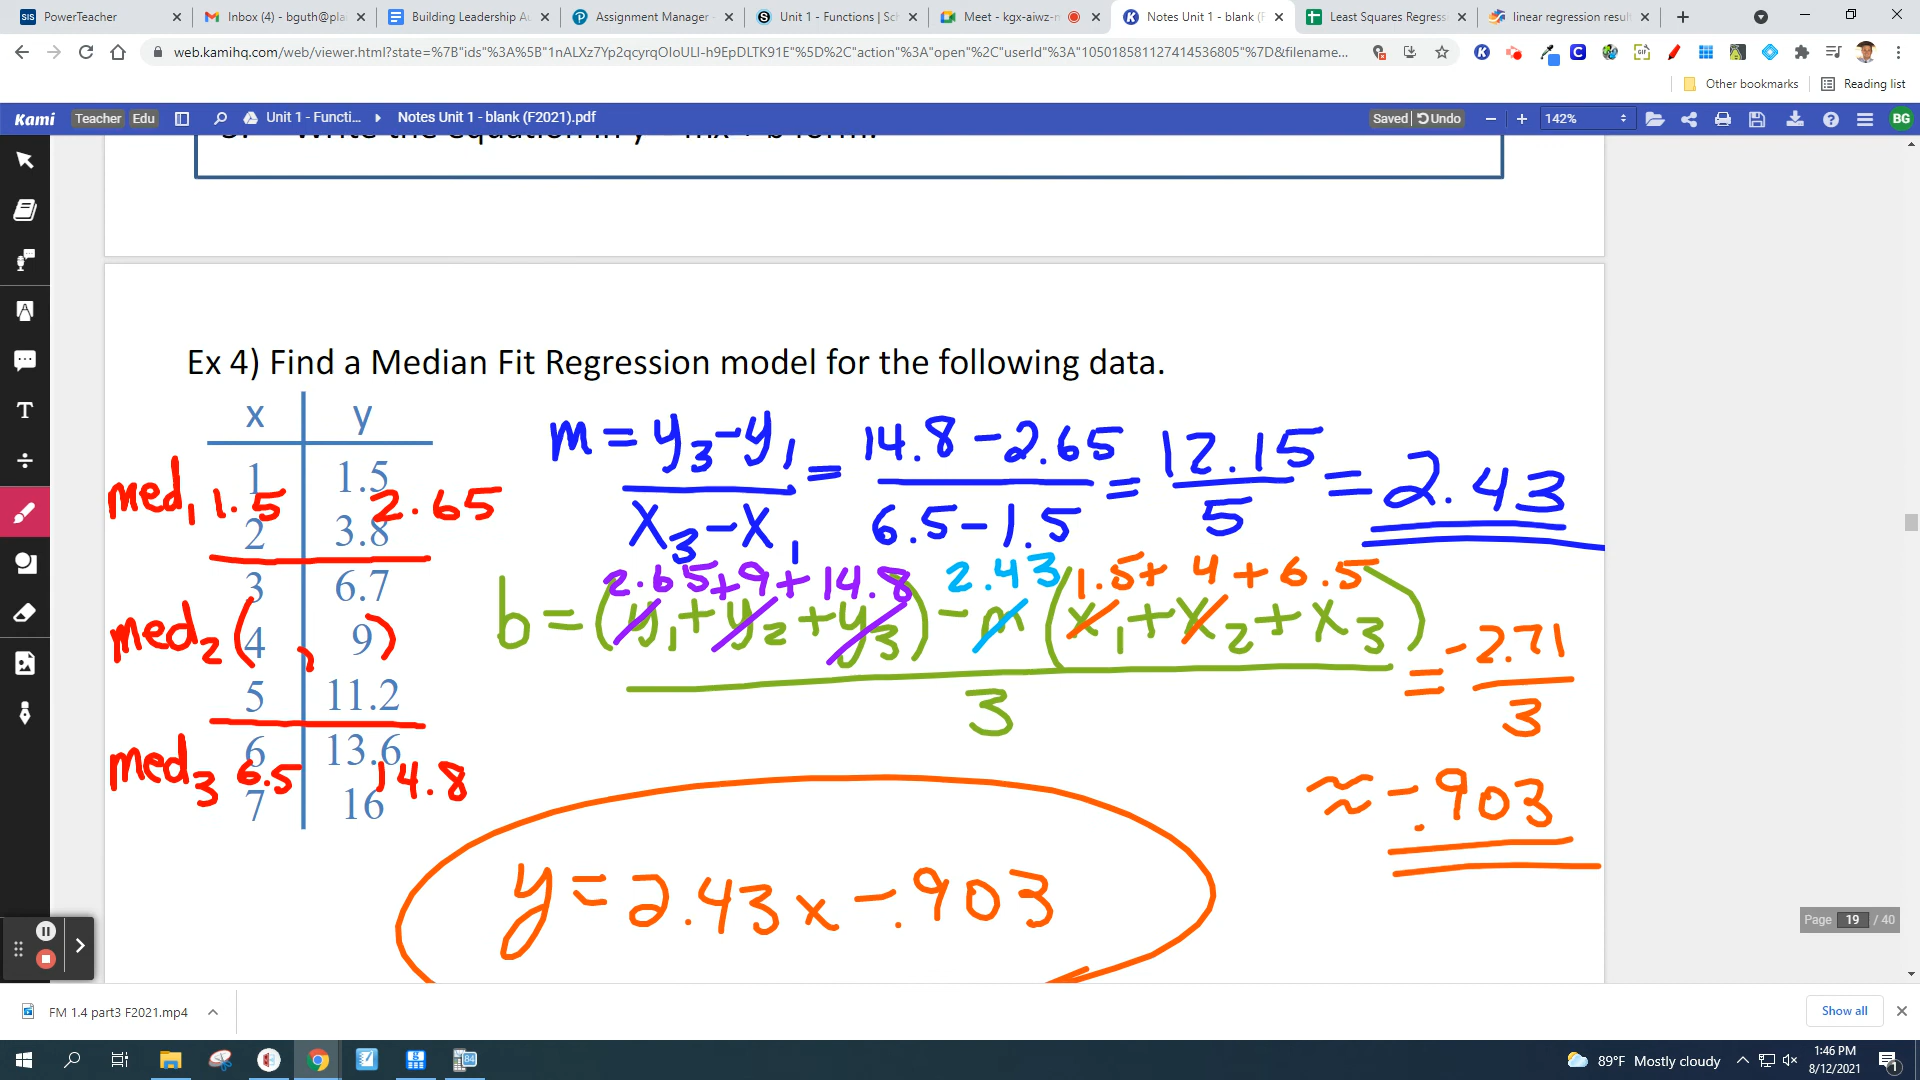 PowerTeacher
Inbox (4) - bguth@pla
Building Leadership A
Assignment Manager -
Unit 1 - Functions | Sc
Meet - kgx-aiwz-
Notes Unit 1 - blank (F
Least Squares Regress
linear regression resul
web.kamihq.com/web/viewer.html?state=%7B"ids"%3A%5B"1nALXz7Yp2qcyrqOIoULI-h9EpDLTK91E"%5D%2C"action"%3A"open"%2C"userId"%3A"105018581127414536805"%7D&filename...
Other bookmarks
Reading list
Kami Teacher Edu Unit 1 - Functi... Notes Unit 1 - blank (F2021).pdf Saved Undo 142% BG
Write the equation in y = mx + b form.
Ex 4) Find a Median Fit Regression model for the following data.
x y
1 1.5
med₁ 1.5 2.65
2 3.8
3 6.7
med₂ ( 4 , 9 )
5 11.2
6 13.6
med₃ 6.5 14.8
7 16
m = y₃-y₁ / x₃-x₁ = 14.8-2.65 / 6.5-1.5 = 12.15 / 5 = 2.43
2.65+9+14.8 2.43 1.5+ 4 + 6.5
b = (y₁+y₂+y₃) - m (x₁+x₂+x₃) / 3 = -2.71 / 3
≈ -.903
y = 2.43x -.903
Page 19 / 40
FM 1.4 part3 F2021.mp4
Show all
89°F Mostly cloudy
1:46 PM
8/12/2021